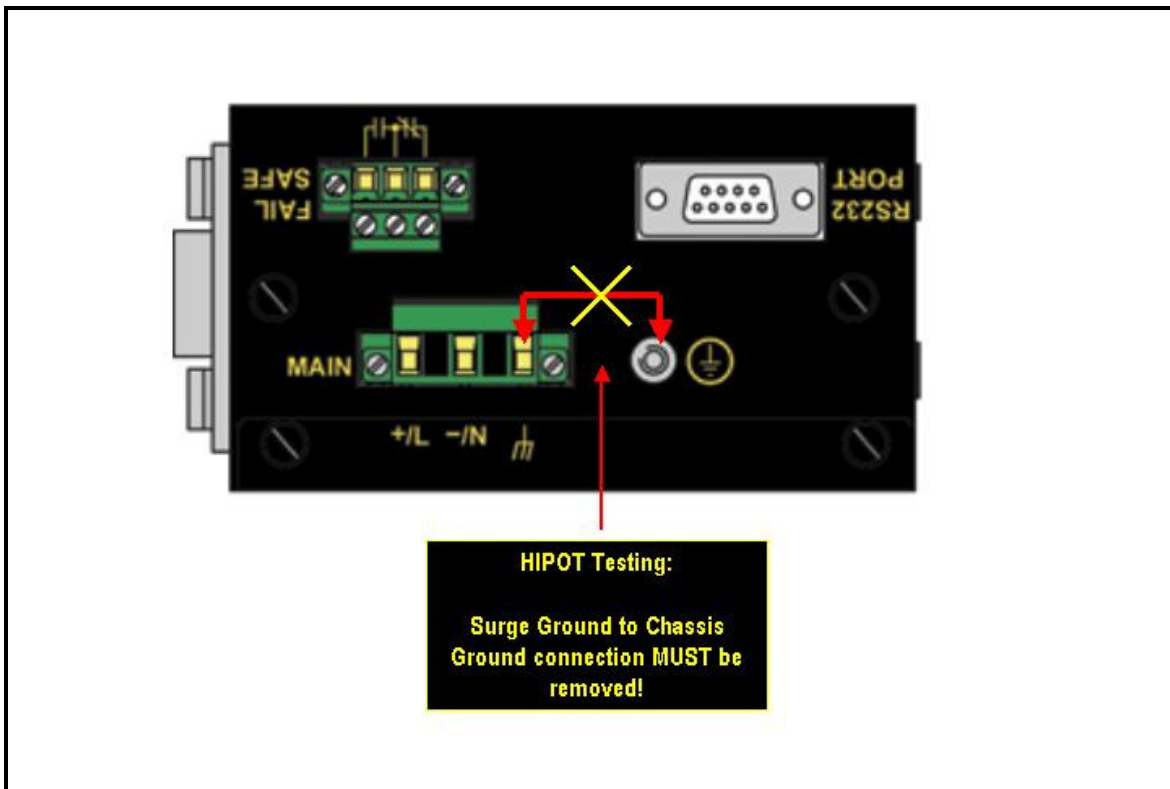 FAIL
SAFE
RS232
PORT
MAIN
+/L
–/N
HIPOT Testing:
Surge Ground to Chassis
Ground connection MUST be
removed!